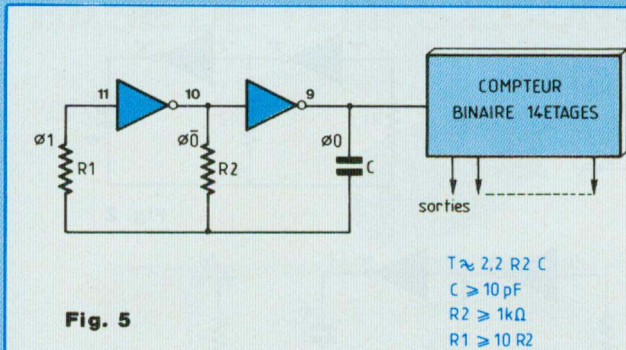 11
10
9
Ø1
R1
Ø0̅
R2
Ø0
C
COMPTEUR
BINAIRE 14ETAGES
sorties
T ≈ 2,2 R2 C
C ⩾ 10 pF
R2 ⩾ 1kΩ
R1 ⩾ 10 R2
Fig. 5